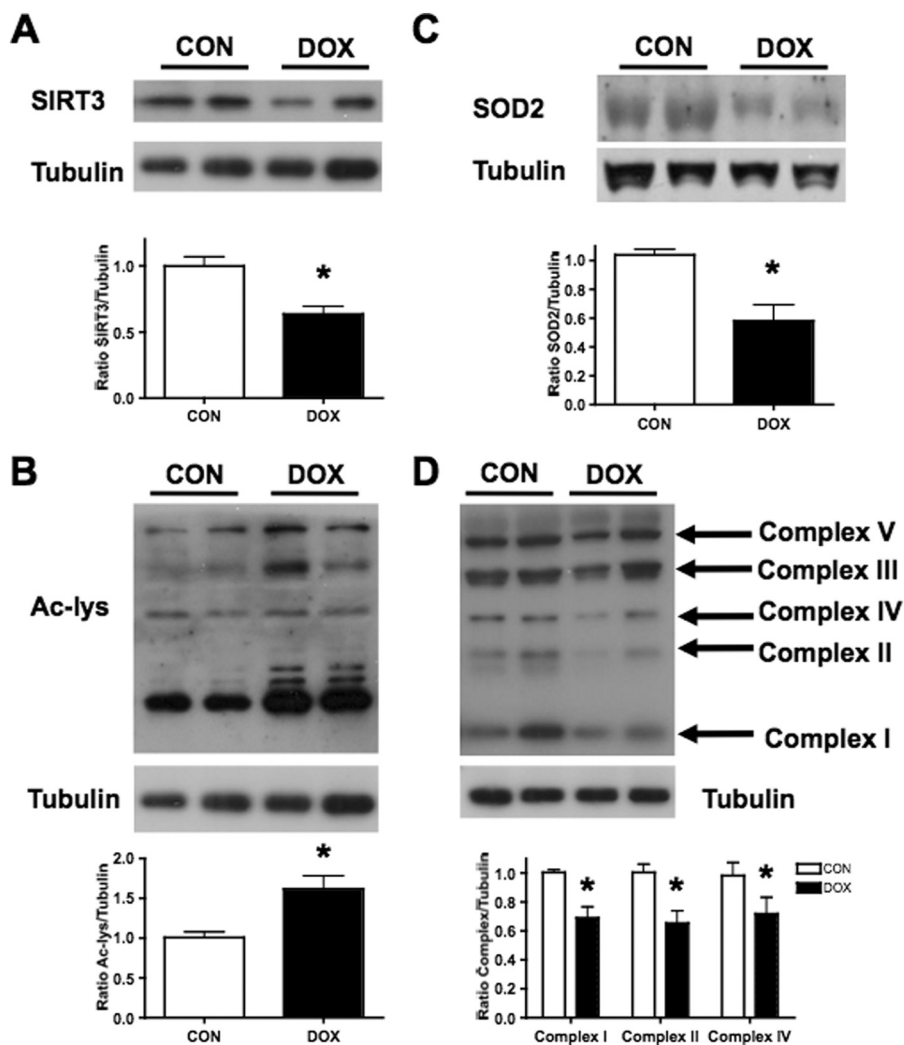 A
CON DOX
SIRT3
Tubulin
Ratio SIRT3/Tubulin
1.0
0.5
0.0
*
CON DOX
C
CON DOX
SOD2
Tubulin
Ratio SOD2/Tubulin
1.0
0.8
0.6
0.4
0.2
0.0
*
CON DOX
B
CON DOX
Ac-lys
Tubulin
Ratio Ac-lys/Tubulin
2.0
1.5
1.0
0.5
0.0
*
CON DOX
D
CON DOX
Complex V
Complex III
Complex IV
Complex II
Complex I
Tubulin
Ratio Complex/Tubulin
1.0
0.8
0.6
0.4
0.2
0.0
* * *
CON
DOX
Complex I Complex II Complex IV